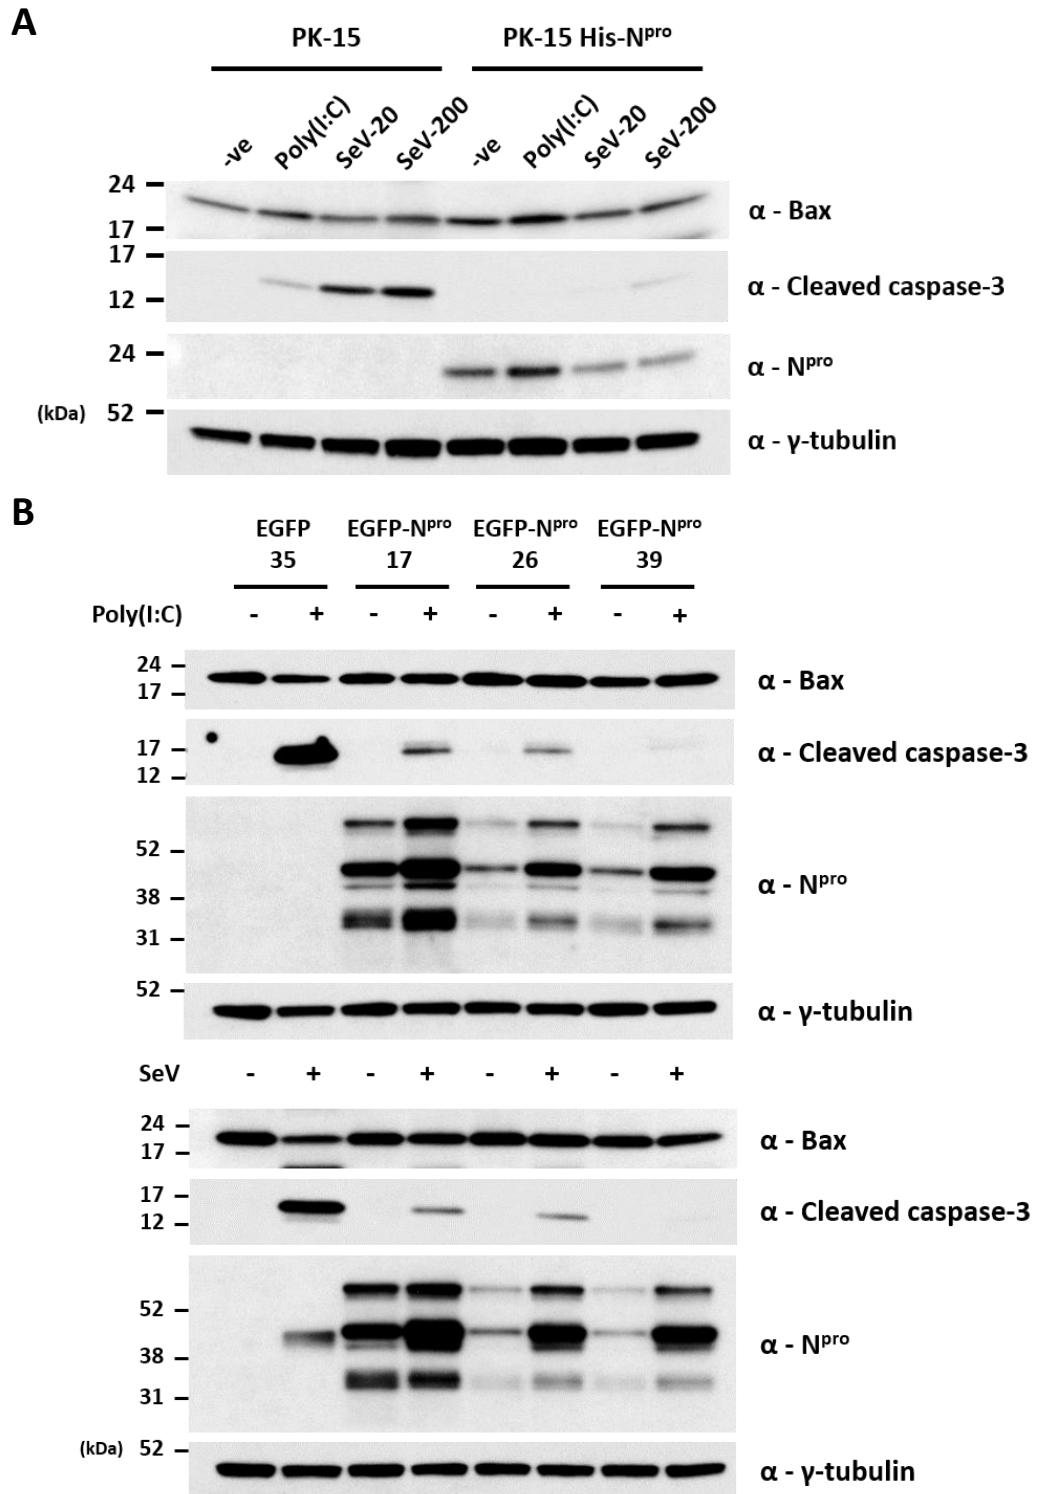 A
PK-15 PK-15 His-Nᵖʳᵒ
-ve Poly(I:C) SeV-20 SeV-200 -ve Poly(I:C) SeV-20 SeV-200
24
17
α - Bax
17
12
α - Cleaved caspase-3
24
α - Nᵖʳᵒ
(kDa) 52
α - γ-tubulin
B
EGFP EGFP-Nᵖʳᵒ EGFP-Nᵖʳᵒ EGFP-Nᵖʳᵒ
35 17 26 39
Poly(I:C) - + - + - + - +
24
17
α - Bax
17
12
α - Cleaved caspase-3
52
38
31
α - Nᵖʳᵒ
52
α - γ-tubulin
SeV - + - + - + - +
24
17
α - Bax
17
12
α - Cleaved caspase-3
52
38
31
α - Nᵖʳᵒ
(kDa) 52
α - γ-tubulin